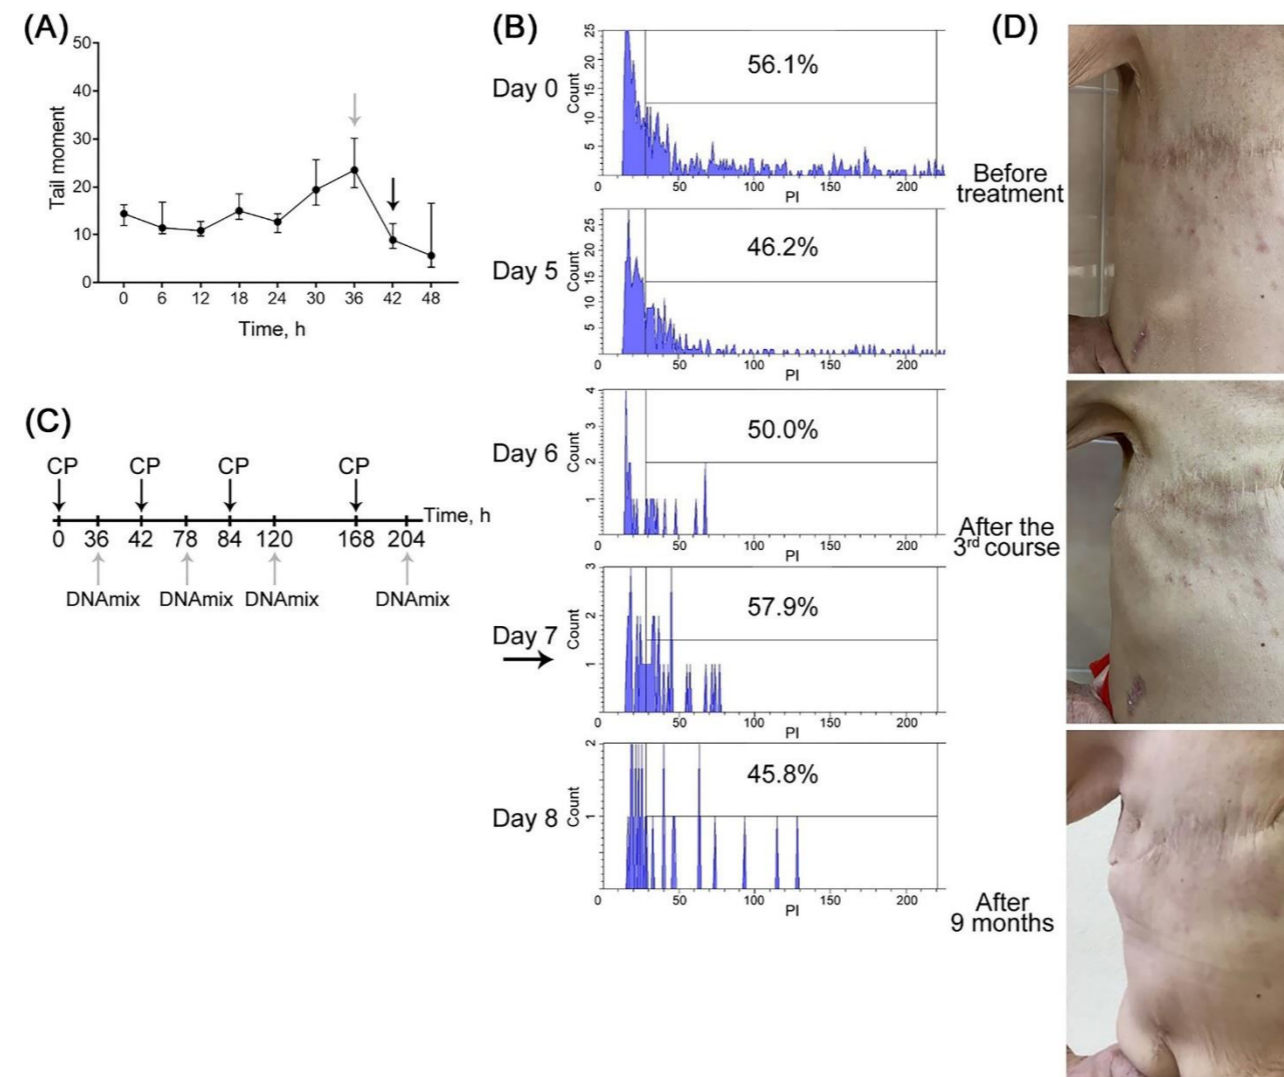 (A)
50
40
30
20
10
0
Tail moment
0 6 12 18 24 30 36 42 48
Time, h
(B)
Day 0
Count
25
20
15
10
5
56.1%
0 50 100 150 200
PI
Day 5
Count
25
20
15
10
5
46.2%
0 50 100 150 200
PI
Day 6
Count
4
3
2
1
50.0%
0 50 100 150 200
PI
Day 7
Count
3
2
1
57.9%
0 50 100 150 200
PI
Day 8
Count
2
1
45.8%
0 50 100 150 200
PI
(C)
CP CP CP CP
Time, h
0 36 42 78 84 120 168 204
DNAmix DNAmix DNAmix DNAmix
(D)
Before
treatment
After the
3rd course
After
9 months